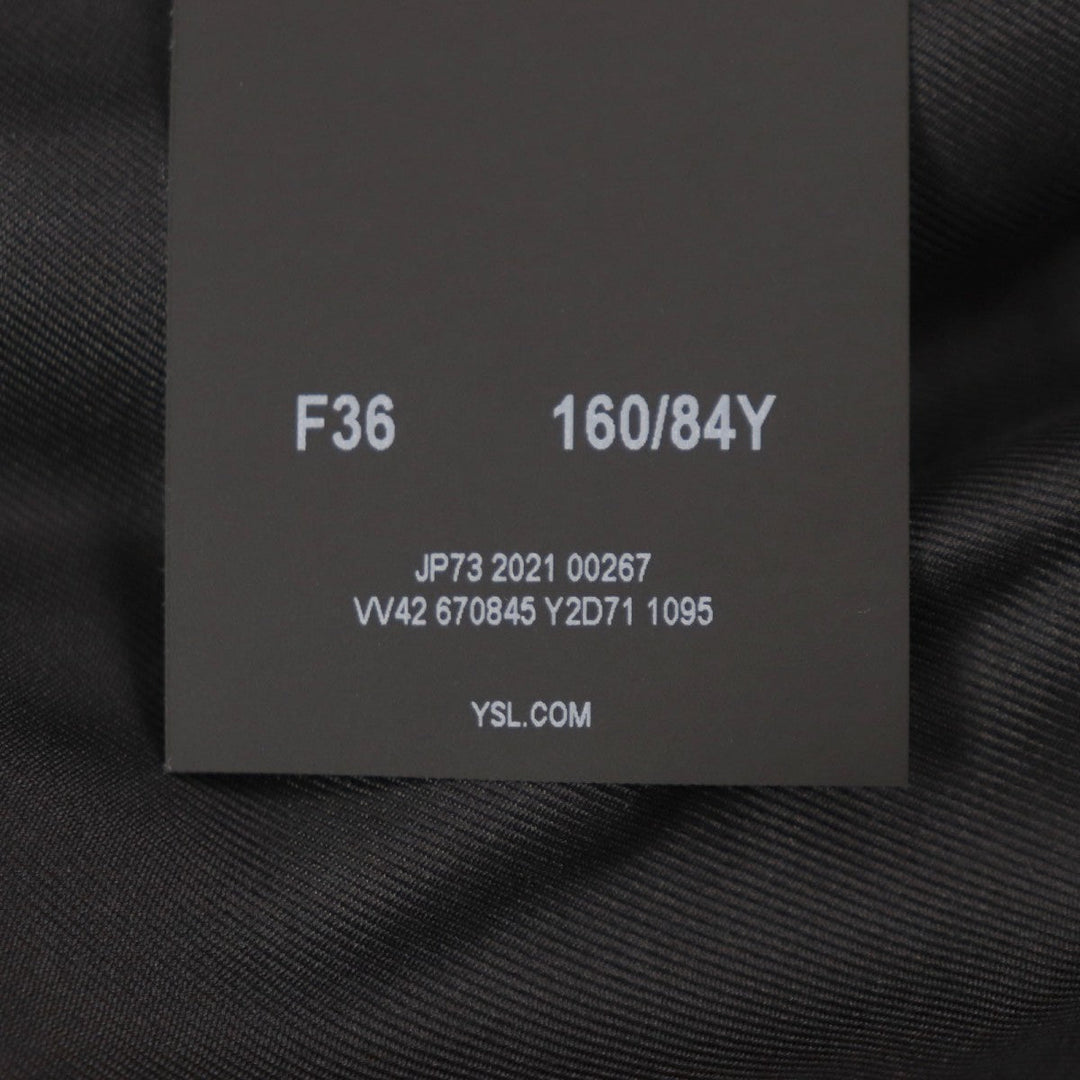 F36 160/84Y
JP73 2021 00267
VV42 670845 Y2D71 1095
YSL.COM